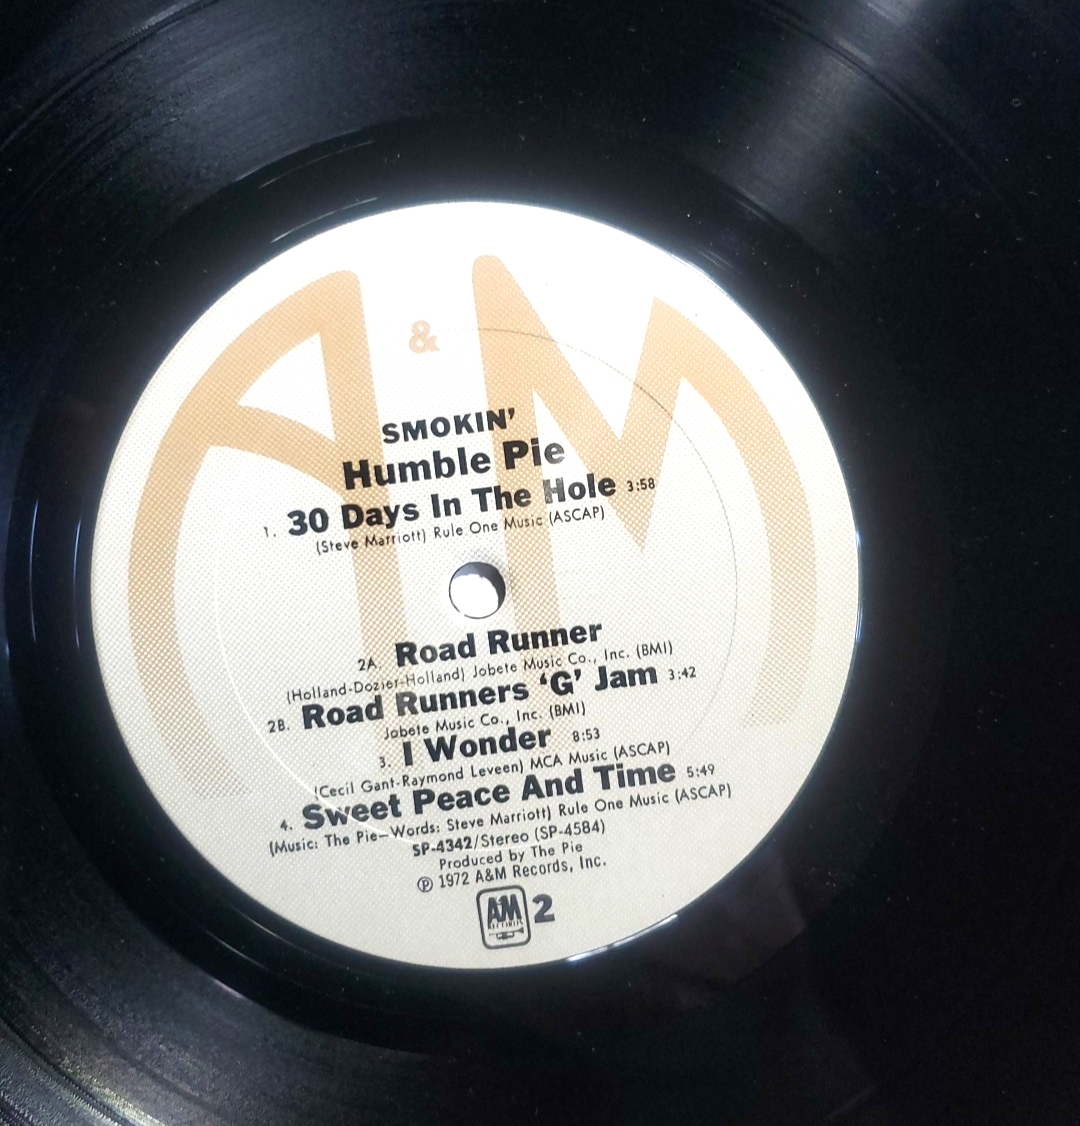 A & M
SMOKIN'
Humble Pie
1. 30 Days In The Hole 3:58
(Steve Marriott) Rule One Music (ASCAP)
2A. Road Runner
(Holland-Dozier-Holland) Jobete Music Co., Inc. (BMI)
2B. Road Runners 'G' Jam 3:42
Jobete Music Co., Inc. (BMI)
3. I Wonder 8:53
(Cecil Gant-Raymond Leveen) MCA Music (ASCAP)
4. Sweet Peace And Time 5:49
(Music: The Pie—Words: Steve Marriott) Rule One Music (ASCAP)
SP-4342/Stereo (SP-4584)
Produced by The Pie
℗ 1972 A&M Records, Inc.
A&M RECORDS 2